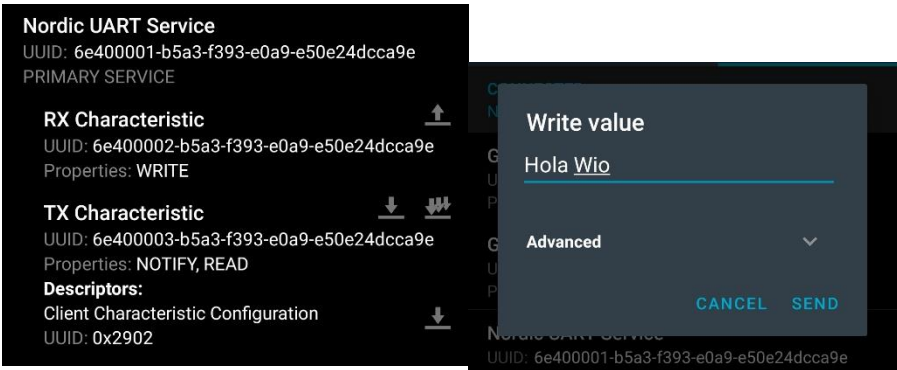 Nordic UART Service
UUID: 6e400001-b5a3-f393-e0a9-e50e24dcca9e
PRIMARY SERVICE
RX Characteristic
UUID: 6e400002-b5a3-f393-e0a9-e50e24dcca9e
Properties: WRITE
TX Characteristic
UUID: 6e400003-b5a3-f393-e0a9-e50e24dcca9e
Properties: NOTIFY, READ
Descriptors:
Client Characteristic Configuration
UUID: 0x2902
Write value
Hola Wio
Advanced
CANCEL SEND
Nordic UART Service
UUID: 6e400001-b5a3-f393-e0a9-e50e24dcca9e